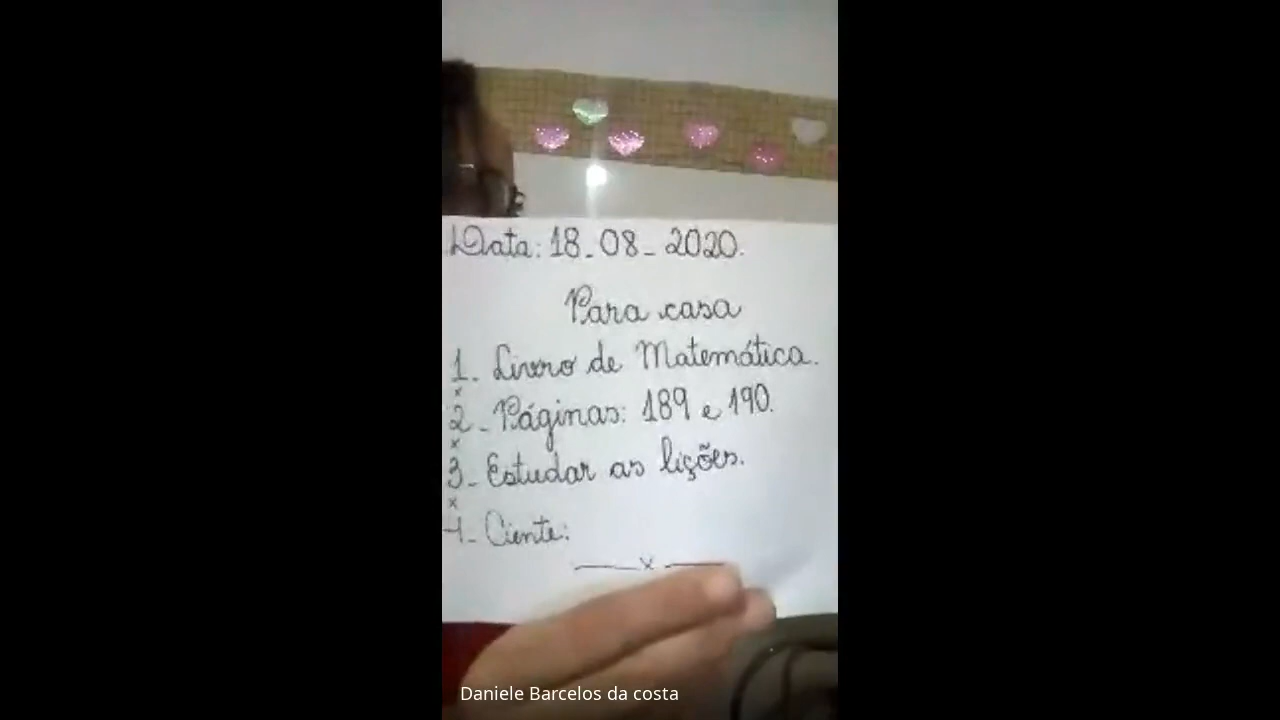 Data: 18-08-2020.
Para casa
1- Livro de Matemática.
x
2- Páginas: 189 e 190.
x
3- Estudar as lições.
x
4- Ciente:
x
Daniele Barcelos da costa